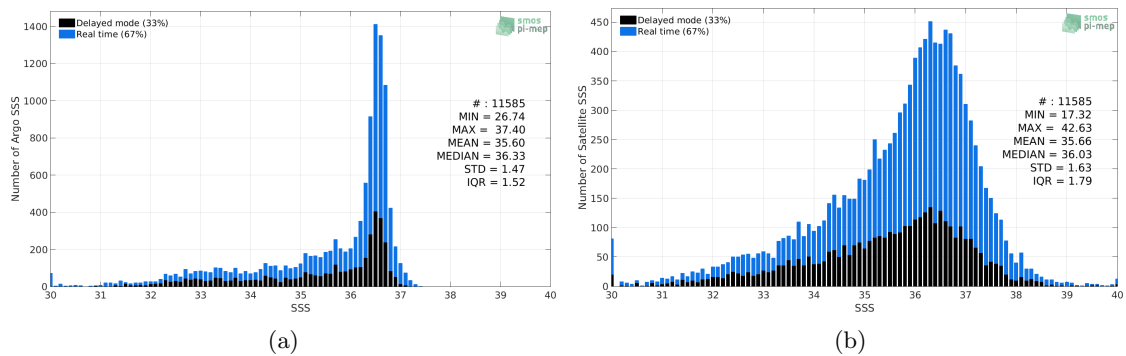 Delayed mode (33%)
Real time (67%)
smos
pi-mep
# : 11585
MIN = 26.74
MAX = 37.40
MEAN = 35.60
MEDIAN = 36.33
STD = 1.47
IQR = 1.52
Number of Argo SSS
1400
1200
1000
800
600
400
200
0
30 31 32 33 34 35 36 37 38 39 40
SSS
(a)
Delayed mode (33%)
Real time (67%)
smos
pi-mep
# : 11585
MIN = 17.32
MAX = 42.63
MEAN = 35.66
MEDIAN = 36.03
STD = 1.63
IQR = 1.79
Number of Satellite SSS
450
400
350
300
250
200
150
100
50
0
30 31 32 33 34 35 36 37 38 39 40
SSS
(b)